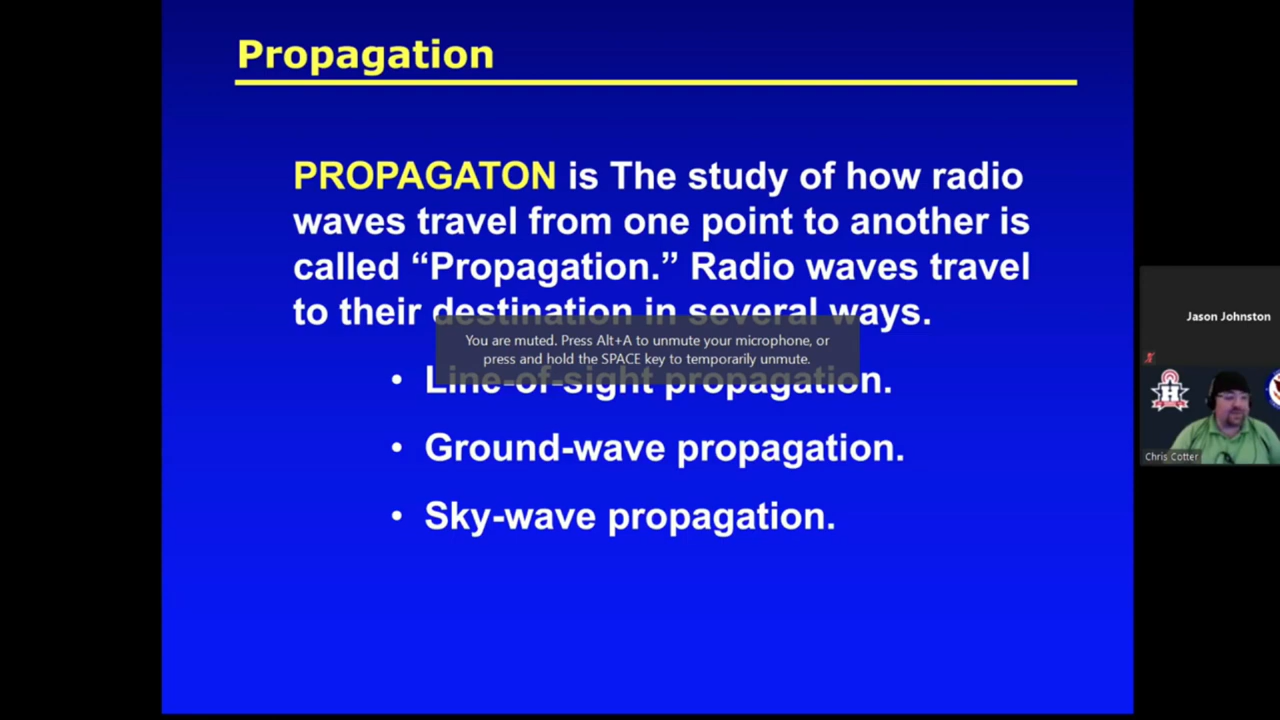 Propagation
PROPAGATON is The study of how radio
waves travel from one point to another is
called “Propagation.” Radio waves travel
to their destination in several ways.
You are muted. Press Alt+A to unmute your microphone, or
press and hold the SPACE key to temporarily unmute.
• Line-of-sight propagation.
• Ground-wave propagation.
• Sky-wave propagation.
Jason Johnston
H
Chris Cotter